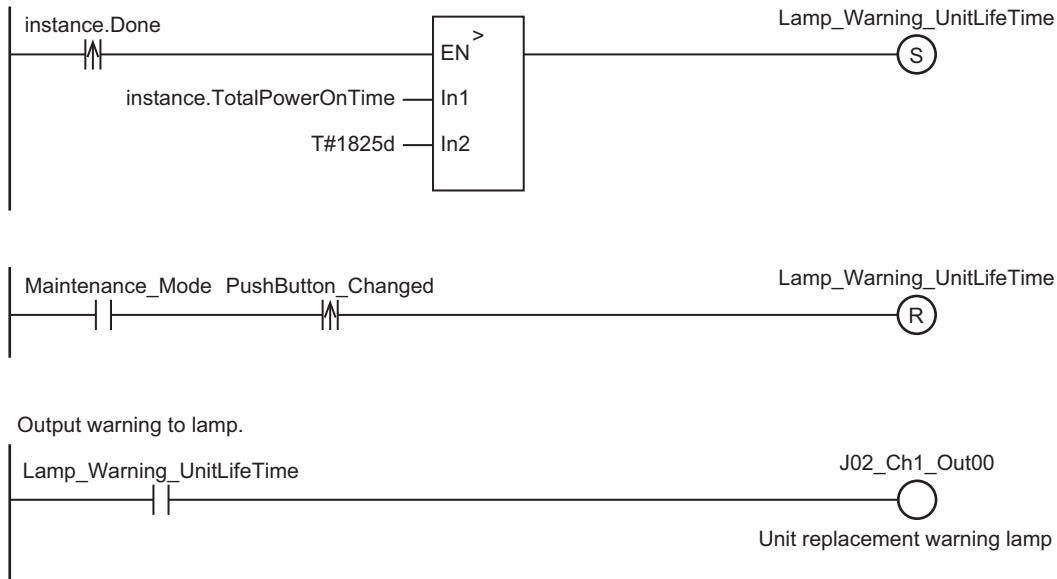 instance.Done
Lamp_Warning_UnitLifeTime
EN
>
S
instance.TotalPowerOnTime
In1
T#1825d
In2
Maintenance_Mode
PushButton_Changed
Lamp_Warning_UnitLifeTime
R
Output warning to lamp.
Lamp_Warning_UnitLifeTime
J02_Ch1_Out00
Unit replacement warning lamp